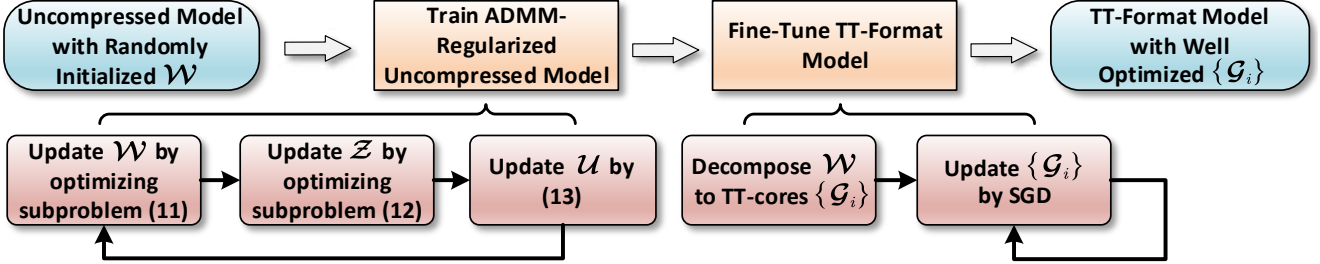 Uncompressed Model
with Randomly
Initialized 𝒲
Train ADMM-
Regularized
Uncompressed Model
Fine-Tune TT-Format
Model
TT-Format Model
with Well
Optimized {𝓖ᵢ}
Update 𝒲 by
optimizing
subproblem (11)
Update 𝒵 by
optimizing
subproblem (12)
Update 𝒰 by
(13)
Decompose 𝒲
to TT-cores {𝓖ᵢ}
Update {𝓖ᵢ}
by SGD